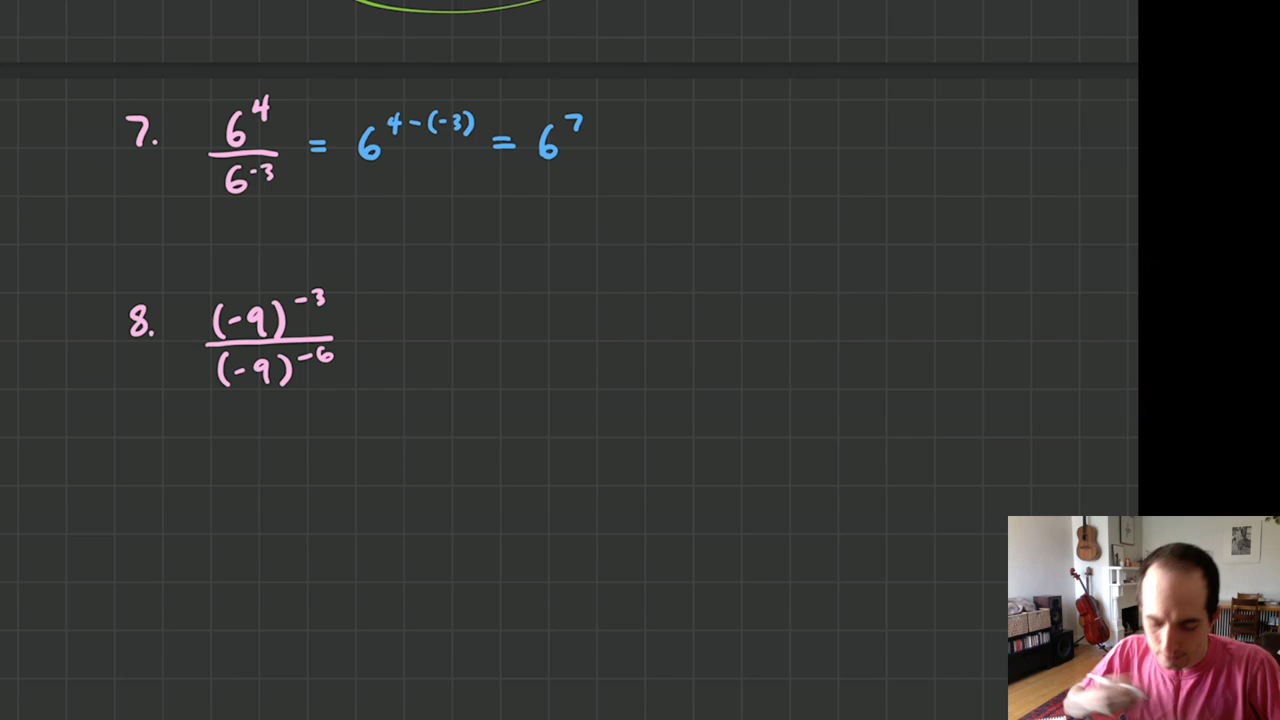 7. 6^4 / 6^-3 = 6^4-(-3) = 6^7
8. (-9)^-3 / (-9)^-6